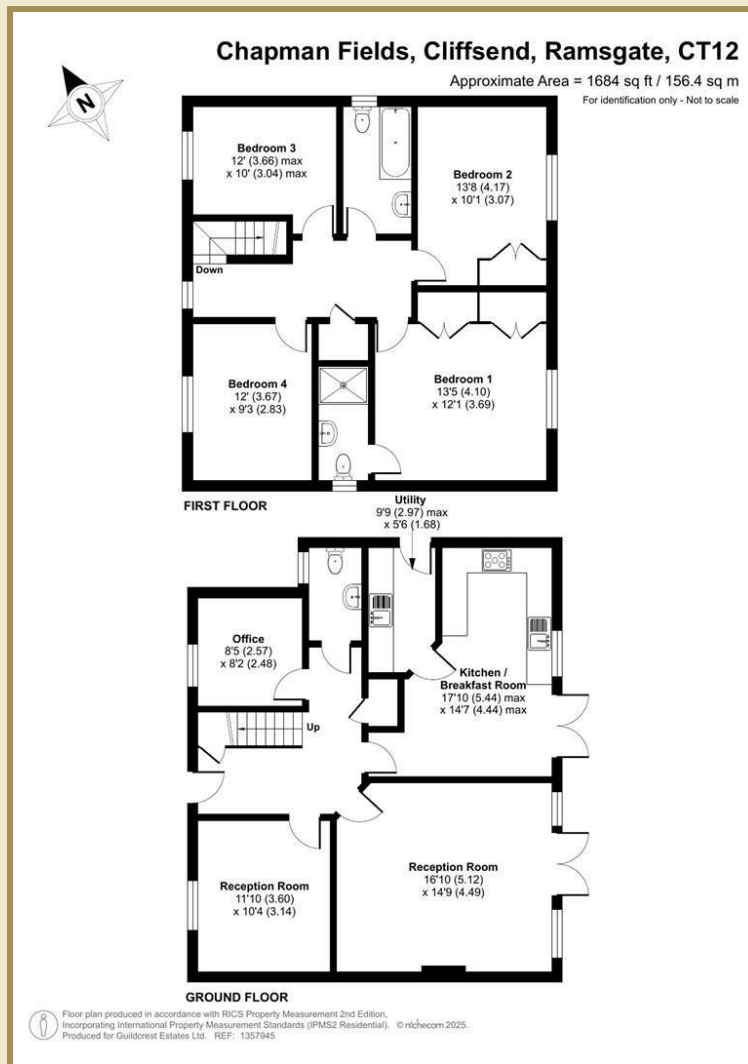 Chapman Fields, Cliffsend, Ramsgate, CT12
Approximate Area = 1684 sq ft / 156.4 sq m
For identification only - Not to scale
N
Bedroom 3
12' (3.66) max
x 10' (3.04) max
Bedroom 2
13'8 (4.17)
x 10'1 (3.07)
Down
Bedroom 4
12' (3.67)
x 9'3 (2.83)
Bedroom 1
13'5 (4.10)
x 12'1 (3.69)
FIRST FLOOR
Utility
9'9 (2.97) max
x 5'6 (1.68)
Office
8'5 (2.57)
x 8'2 (2.48)
Kitchen /
Breakfast Room
17'10 (5.44) max
x 14'7 (4.44) max
Up
Reception Room
11'10 (3.60)
x 10'4 (3.14)
Reception Room
16'10 (5.12)
x 14'9 (4.49)
GROUND FLOOR
Floor plan produced in accordance with RICS Property Measurement 2nd Edition,
Incorporating International Property Measurement Standards (IPMS2 Residential). © nichecom 2025.
Produced for Guildcrest Estates Ltd. REF: 1357945